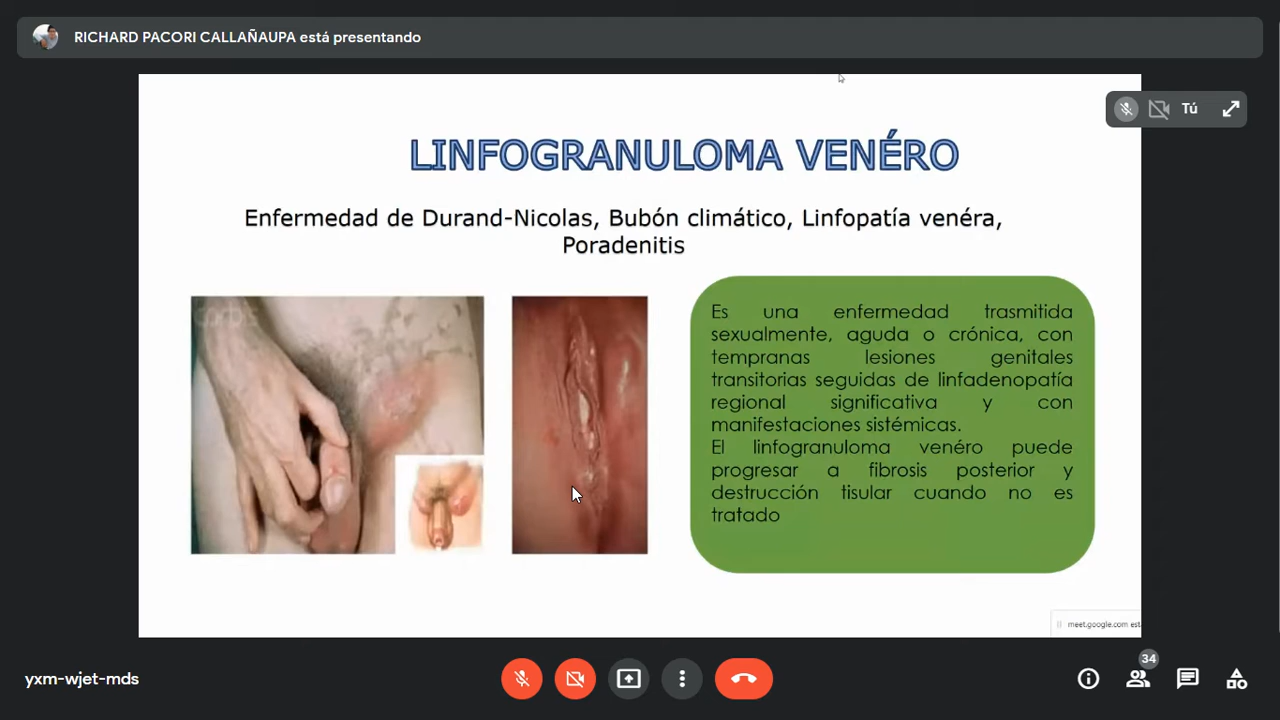 RICHARD PACORI CALLAÑAUPA está presentando
Tú
LINFOGRANULOMA VENÉRO
Enfermedad de Durand-Nicolas, Bubón climático, Linfopatía venéra,
Poradenitis
Es una enfermedad trasmitida
sexualmente, aguda o crónica, con
tempranas lesiones genitales
transitorias seguidas de linfadenopatía
regional significativa y con
manifestaciones sistémicas.
El linfogranuloma venéro puede
progresar a fibrosis posterior y
destrucción tisular cuando no es
tratado
meet.google.com est
yxm-wjet-mds
34